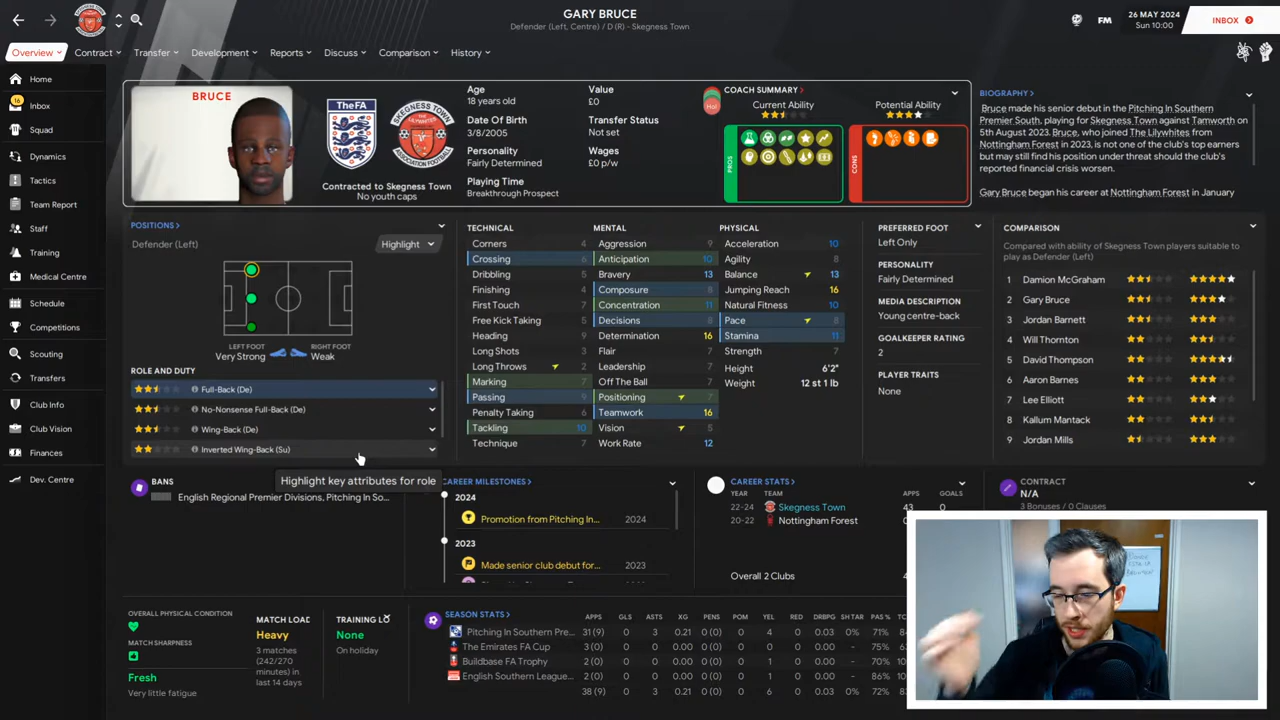 GARY BRUCE
Defender (Left, Centre) / D (R) - Skegness Town
26 MAY 2024
Sun 10:00
INBOX
FM
Overview
Contract
Transfer
Development
Reports
Discuss
Comparison
History
Home
16
Inbox
Squad
Dynamics
Tactics
Team Report
Staff
Training
Medical Centre
Schedule
Competitions
Scouting
Transfers
Club Info
Club Vision
Finances
Dev. Centre
BRUCE
The FA
SKEGNESS TOWN
Contracted to Skegness Town
No youth caps
Age
18 years old
Date Of Birth
3/8/2005
Personality
Fairly Determined
Playing Time
Breakthrough Prospect
Value
£0
Transfer Status
Not set
Wages
£0 p/w
Hol
COACH SUMMARY >
Current Ability
Potential Ability
PROS
CONS
BIOGRAPHY >
Bruce made his senior debut in the Pitching In Southern
Premier South, playing for Skegness Town against Tamworth on
5th August 2023. Bruce, who joined The Lilywhites from
Nottingham Forest in 2023, is not one of the club's top earners
but may still find his position under threat should the club's
reported financial crisis worsen.
Gary Bruce began his career at Nottingham Forest in January
POSITIONS >
Defender (Left)
Highlight
LEFT FOOT
Very Strong
RIGHT FOOT
Weak
ROLE AND DUTY
Full-Back (De)
No-Nonsense Full-Back (De)
Wing-Back (De)
Inverted Wing-Back (Su)
Highlight key attributes for role
TECHNICAL
Corners 4
Crossing 6
Dribbling 5
Finishing 4
First Touch 7
Free Kick Taking 5
Heading 9
Long Shots 3
Long Throws 2
Marking 7
Passing 9
Penalty Taking 6
Tackling 10
Technique 7
MENTAL
Aggression 9
Anticipation 10
Bravery 13
Composure 8
Concentration 11
Decisions 8
Determination 16
Flair 7
Leadership 7
Off The Ball 7
Positioning 7
Teamwork 16
Vision 5
Work Rate 12
PHYSICAL
Acceleration 10
Agility 8
Balance 13
Jumping Reach 16
Natural Fitness 10
Pace 8
Stamina 11
Strength 7
Height 6'2"
Weight 12 st 1 lb
PREFERRED FOOT
Left Only
PERSONALITY
Fairly Determined
MEDIA DESCRIPTION
Young centre-back
GOALKEEPER RATING
2
PLAYER TRAITS
None
COMPARISON >
Compared with ability of Skegness Town players suitable to
play as Defender (Left)
1 Damion McGraham
2 Gary Bruce
3 Jordan Barnett
4 Will Thornton
5 David Thompson
6 Aaron Barnes
7 Lee Elliott
8 Kallum Mantack
9 Jordan Mills
BANS
English Regional Premier Divisions, Pitching In So...
CAREER MILESTONES >
2024
Promotion from Pitching In... 2024
2023
Made senior club debut for... 2023
CAREER STATS >
YEAR TEAM APPS GOALS
22-24 Skegness Town 43 0
20-22 Nottingham Forest
Overall 2 Clubs
CONTRACT >
N/A
3 Bonuses / 0 Clauses
OVERALL PHYSICAL CONDITION
MATCH SHARPNESS
Fresh
Very little fatigue
MATCH LOAD
Heavy
3 matches
(242/270
minutes) in
last 14 days
TRAINING LO
None
On holiday
SEASON STATS >
APPS GLS ASTS XG PENS POM YEL RED DRBPG SH TAR PAS %
Pitching In Southern Pre... 31 (9) 0 3 0.21 0 (0) 0 4 0 0.03 0% 71%
The Emirates FA Cup 3 (0) 0 0 0.00 0 (0) 0 0 0 0.00 - 75%
Buildbase FA Trophy 2 (0) 0 0 0.00 0 (0) 0 1 0 0.00 - 70%
English Southern League... 2 (0) 0 0 0.00 0 (0) 0 1 0 0.00 - 86%
38 (9) 0 3 0.21 0 (0) 0 6 0 0.03 0% 72%